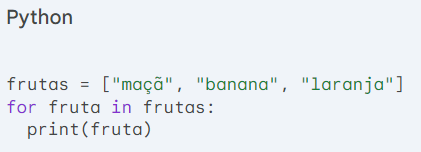 Python
frutas = ["maçã", "banana", "laranja"]
for fruta in frutas:
  print(fruta)